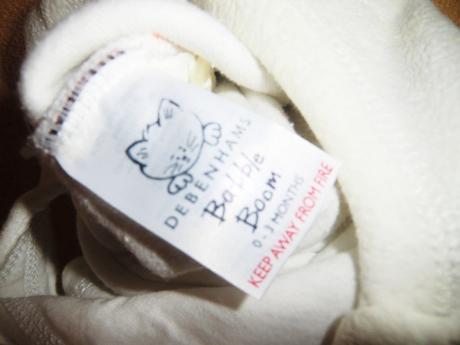 DEBENHAMS
Babble
Boom
0-3 MONTHS
KEEP AWAY FROM FIRE